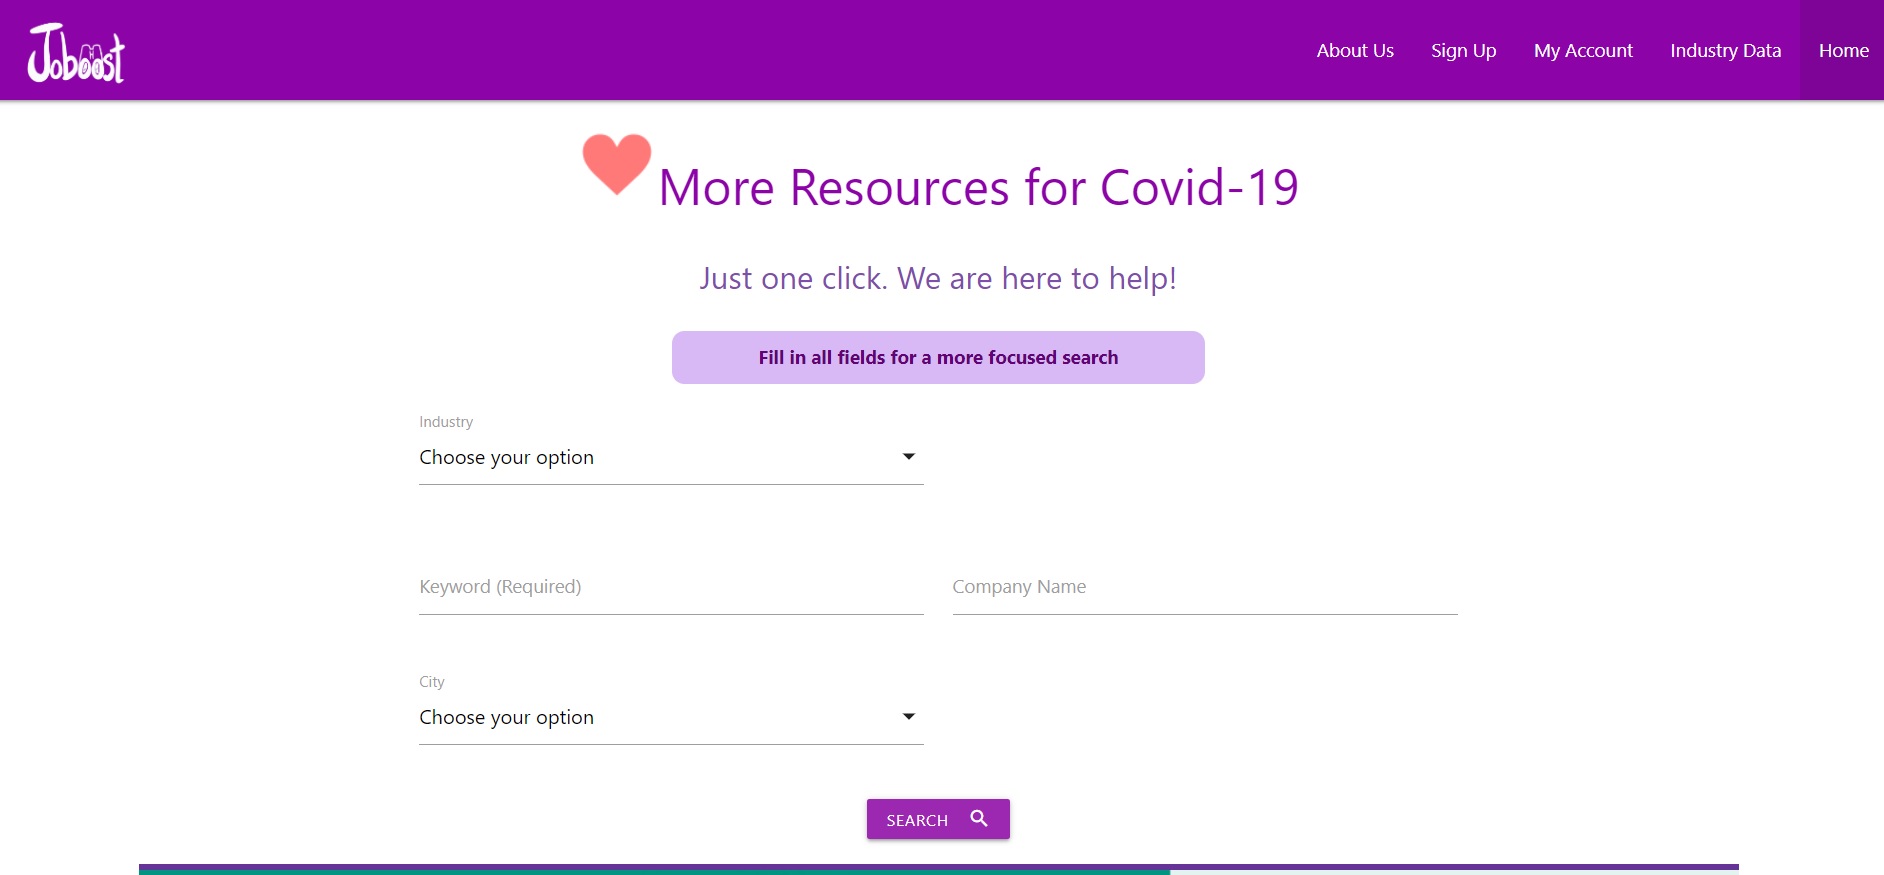 Joboost
About Us Sign Up My Account Industry Data Home
More Resources for Covid-19
Just one click. We are here to help!
Fill in all fields for a more focused search
Industry
Choose your option
Keyword (Required) Company Name
City
Choose your option
SEARCH